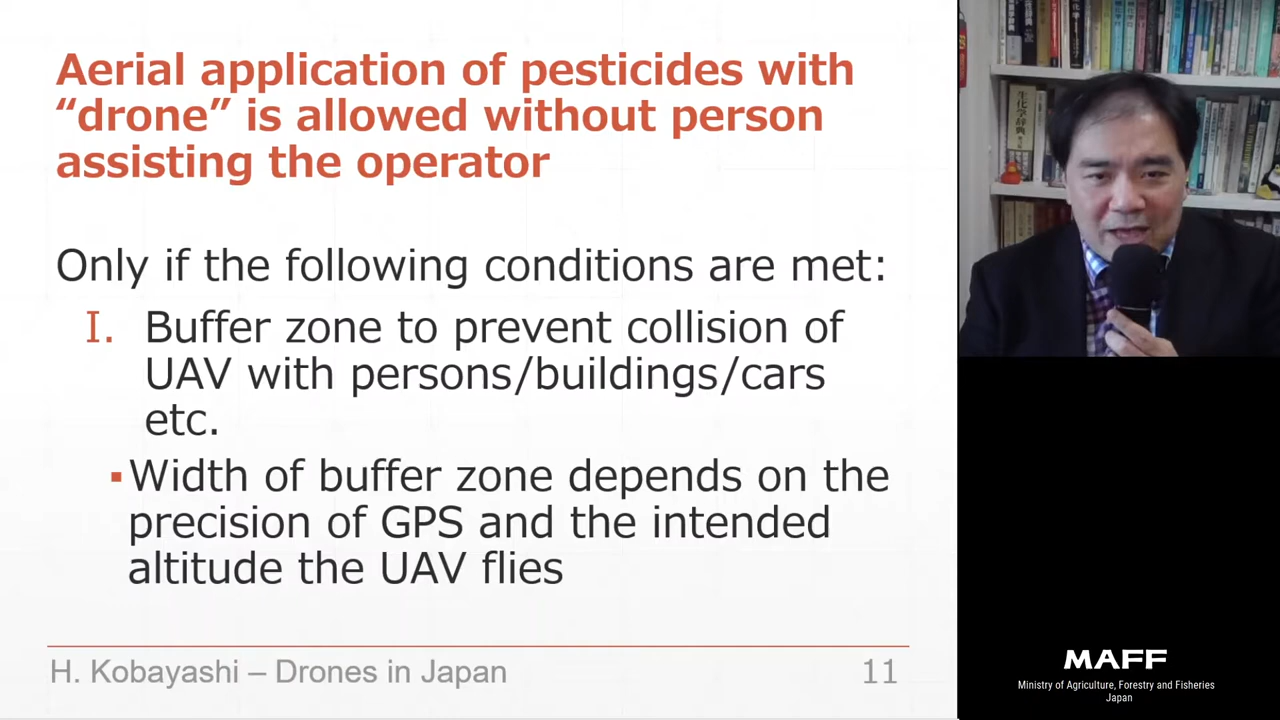 Aerial application of pesticides with
“drone” is allowed without person
assisting the operator
Only if the following conditions are met:
I. Buffer zone to prevent collision of
UAV with persons/buildings/cars
etc.
▪Width of buffer zone depends on the
precision of GPS and the intended
altitude the UAV flies
H. Kobayashi – Drones in Japan
11
MAFF
Ministry of Agriculture, Forestry and Fisheries
Japan